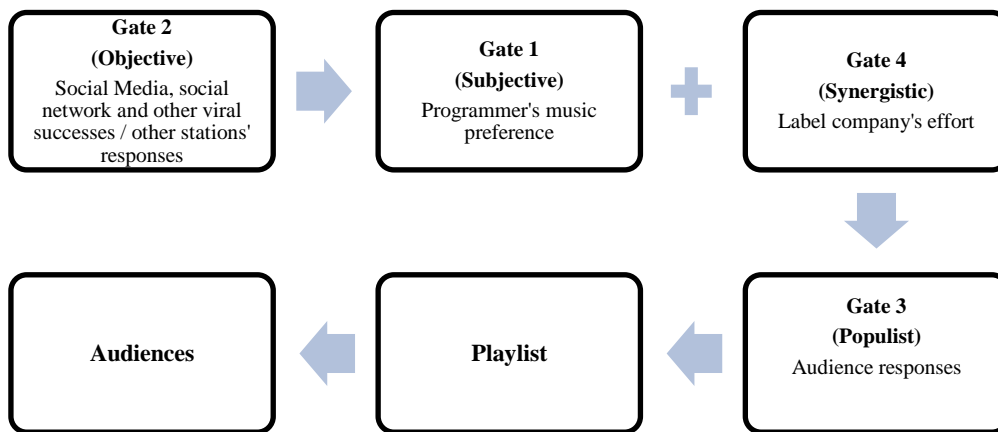 Gate 2
(Objective)
Social Media, social
network and other viral
successes / other stations'
responses
Gate 1
(Subjective)
Programmer's music
preference
Gate 4
(Synergistic)
Label company's effort
Gate 3
(Populist)
Audience responses
Playlist
Audiences